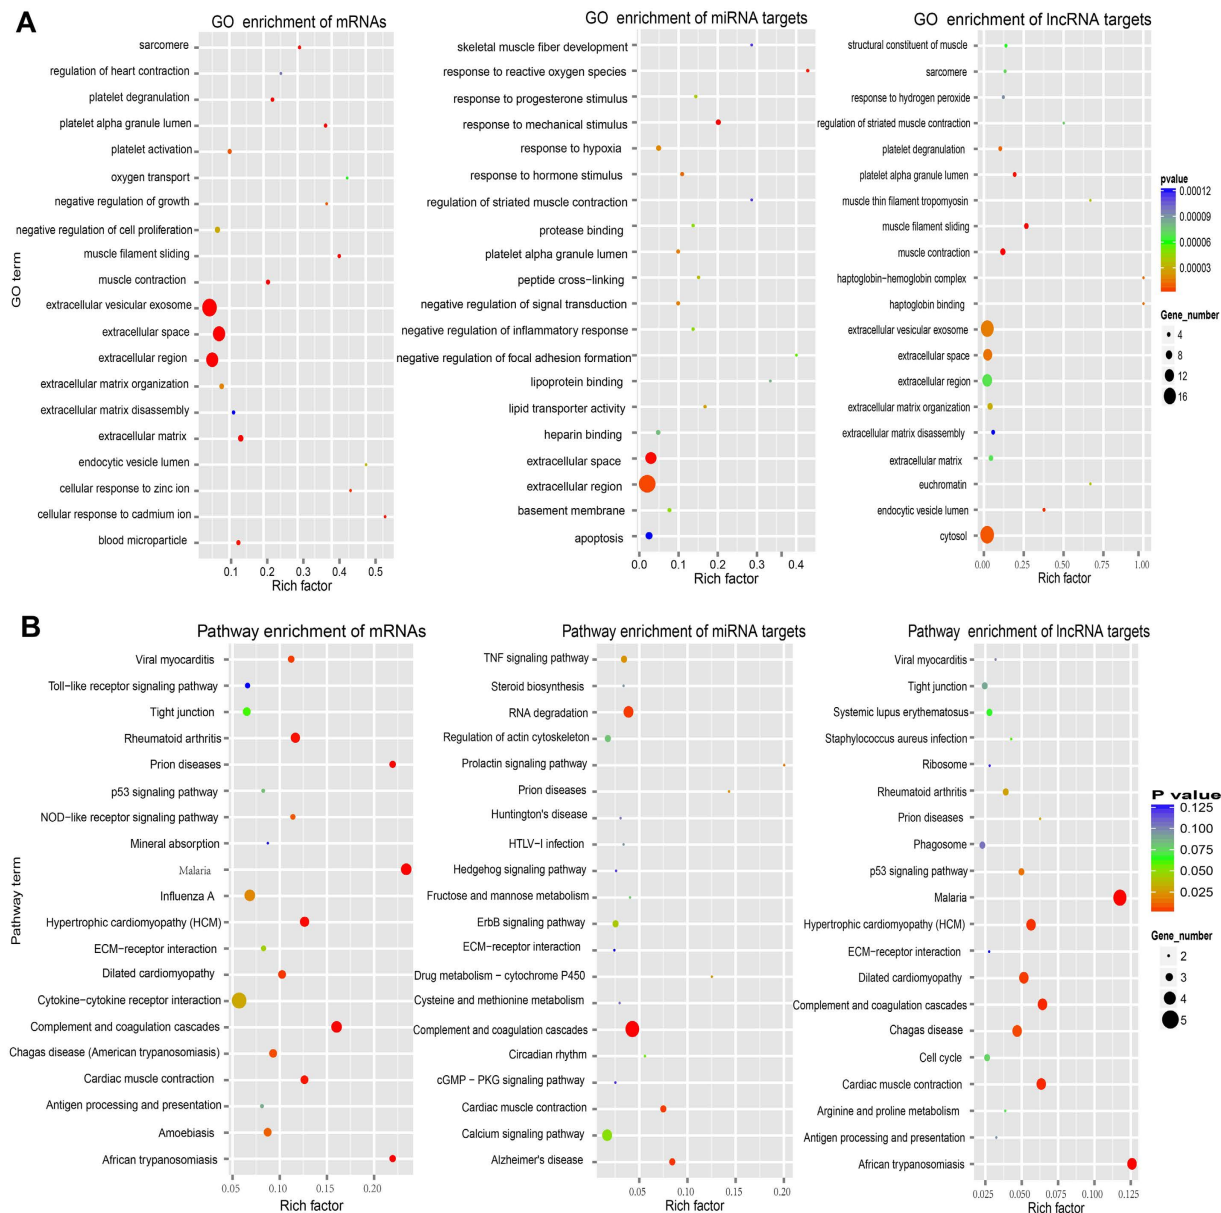 A
GO enrichment of mRNAs
GO term
sarcomere
regulation of heart contraction
platelet degranulation
platelet alpha granule lumen
platelet activation
oxygen transport
negative regulation of growth
negative regulation of cell proliferation
muscle filament sliding
muscle contraction
extracellular vesicular exosome
extracellular space
extracellular region
extracellular matrix organization
extracellular matrix disassembly
extracellular matrix
endocytic vesicle lumen
cellular response to zinc ion
cellular response to cadmium ion
blood microparticle
0.1 0.2 0.3 0.4 0.5
Rich factor
GO enrichment of miRNA targets
skeletal muscle fiber development
response to reactive oxygen species
response to progesterone stimulus
response to mechanical stimulus
response to hypoxia
response to hormone stimulus
regulation of striated muscle contraction
protease binding
platelet alpha granule lumen
peptide cross-linking
negative regulation of signal transduction
negative regulation of inflammatory response
negative regulation of focal adhesion formation
lipoprotein binding
lipid transporter activity
heparin binding
extracellular space
extracellular region
basement membrane
apoptosis
0.0 0.1 0.2 0.3 0.4
Rich factor
GO enrichment of lncRNA targets
structural constituent of muscle
sarcomere
response to hydrogen peroxide
regulation of striated muscle contraction
platelet degranulation
platelet alpha granule lumen
muscle thin filament tropomyosin
muscle filament sliding
muscle contraction
haptoglobin-hemoglobin complex
haptoglobin binding
extracellular vesicular exosome
extracellular space
extracellular region
extracellular matrix organization
extracellular matrix disassembly
extracellular matrix
euchromatin
endocytic vesicle lumen
cytosol
0.00 0.25 0.50 0.75 1.00
Rich factor
pvalue
0.00012
0.00009
0.00006
0.00003
Gene_number
4
8
12
16
B
Pathway enrichment of mRNAs
Pathway term
Viral myocarditis
Toll-like receptor signaling pathway
Tight junction
Rheumatoid arthritis
Prion diseases
p53 signaling pathway
NOD-like receptor signaling pathway
Mineral absorption
Malaria
Influenza A
Hypertrophic cardiomyopathy (HCM)
ECM-receptor interaction
Dilated cardiomyopathy
Cytokine-cytokine receptor interaction
Complement and coagulation cascades
Chagas disease (American trypanosomiasis)
Cardiac muscle contraction
Antigen processing and presentation
Amoebiasis
African trypanosomiasis
0.05 0.10 0.15 0.20
Rich factor
Pathway enrichment of miRNA targets
TNF signaling pathway
Steroid biosynthesis
RNA degradation
Regulation of actin cytoskeleton
Prolactin signaling pathway
Prion diseases
Huntington's disease
HTLV-I infection
Hedgehog signaling pathway
Fructose and mannose metabolism
ErbB signaling pathway
ECM-receptor interaction
Drug metabolism - cytochrome P450
Cysteine and methionine metabolism
Complement and coagulation cascades
Circadian rhythm
cGMP - PKG signaling pathway
Cardiac muscle contraction
Calcium signaling pathway
Alzheimer's disease
0.05 0.10 0.15 0.20
Rich factor
Pathway enrichment of lncRNA targets
Viral myocarditis
Tight junction
Systemic lupus erythematosus
Staphylococcus aureus infection
Ribosome
Rheumatoid arthritis
Prion diseases
Phagosome
p53 signaling pathway
Malaria
Hypertrophic cardiomyopathy (HCM)
ECM-receptor interaction
Dilated cardiomyopathy
Complement and coagulation cascades
Chagas disease
Cell cycle
Cardiac muscle contraction
Arginine and proline metabolism
Antigen processing and presentation
African trypanosomiasis
0.025 0.050 0.075 0.100 0.125
Rich factor
P value
0.125
0.100
0.075
0.050
0.025
Gene_number
2
3
4
5